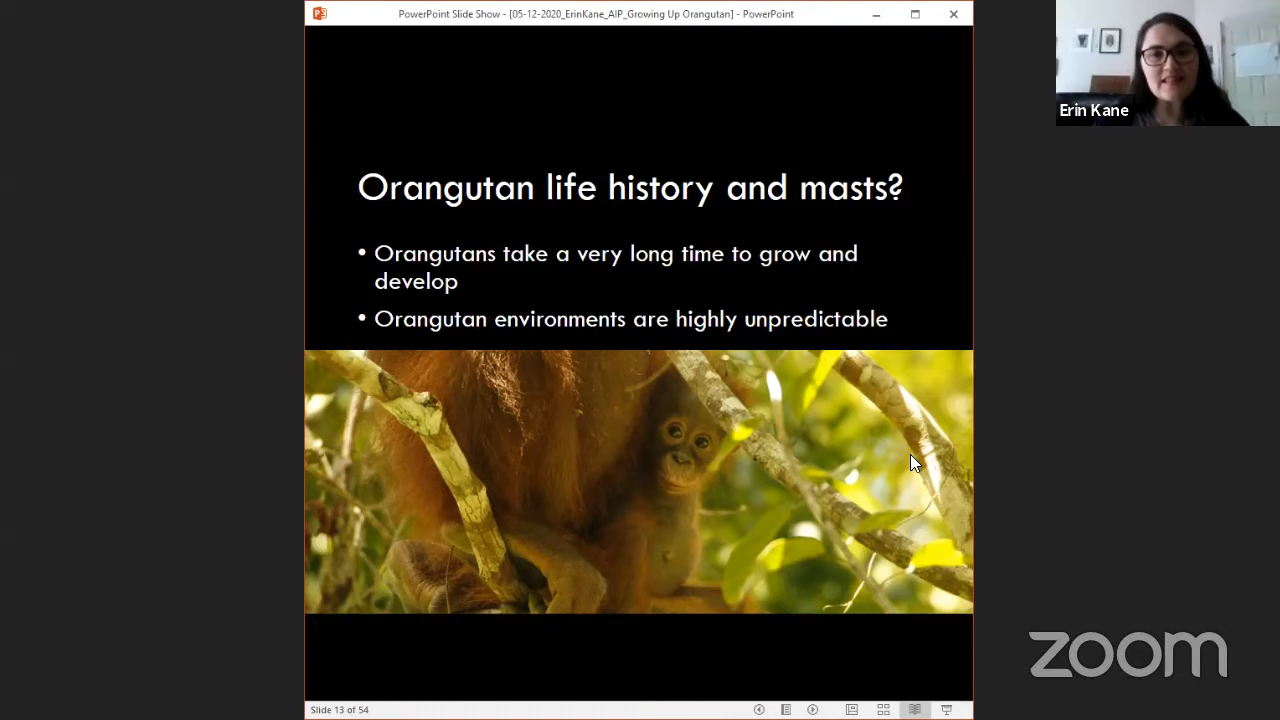 PowerPoint Slide Show - [05-12-2020_ErinKane_AIP_Growing Up Orangutan] - PowerPoint
Erin Kane
Orangutan life history and masts?
• Orangutans take a very long time to grow and
develop
• Orangutan environments are highly unpredictable
zoom
Slide 13 of 54